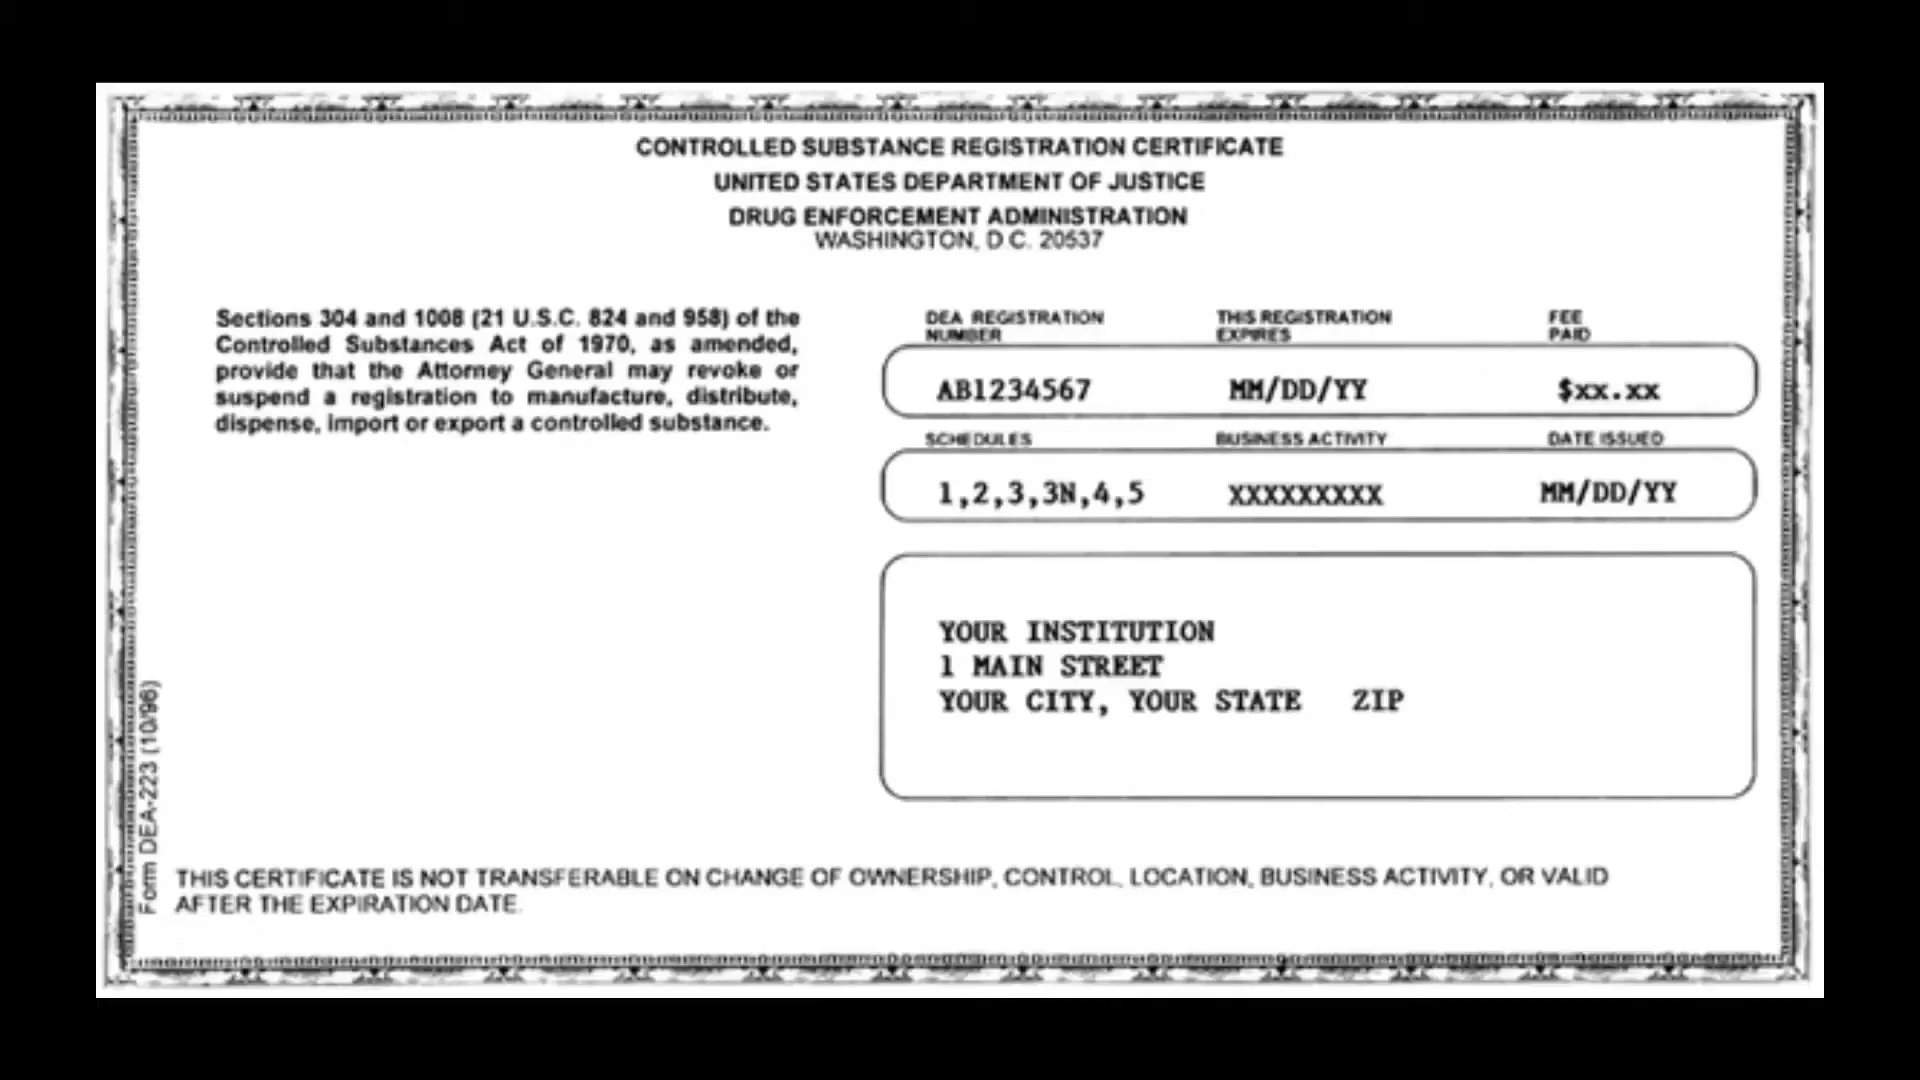 CONTROLLED SUBSTANCE REGISTRATION CERTIFICATE
UNITED STATES DEPARTMENT OF JUSTICE
DRUG ENFORCEMENT ADMINISTRATION
WASHINGTON, D C. 20537
Sections 304 and 1008 (21 U.S.C. 824 and 958) of the
Controlled Substances Act of 1970, as amended,
provide that the Attorney General may revoke or
suspend a registration to manufacture, distribute,
dispense, import or export a controlled substance.
DEA REGISTRATION NUMBER
THIS REGISTRATION EXPIRES
FEE PAID
AB1234567 MM/DD/YY $xx.xx
SCHEDULES BUSINESS ACTIVITY DATE ISSUED
1,2,3,3N,4,5 XXXXXXXXX MM/DD/YY
YOUR INSTITUTION
1 MAIN STREET
YOUR CITY, YOUR STATE ZIP
Form DEA-223 (10/96)
THIS CERTIFICATE IS NOT TRANSFERABLE ON CHANGE OF OWNERSHIP, CONTROL, LOCATION, BUSINESS ACTIVITY, OR VALID
AFTER THE EXPIRATION DATE.